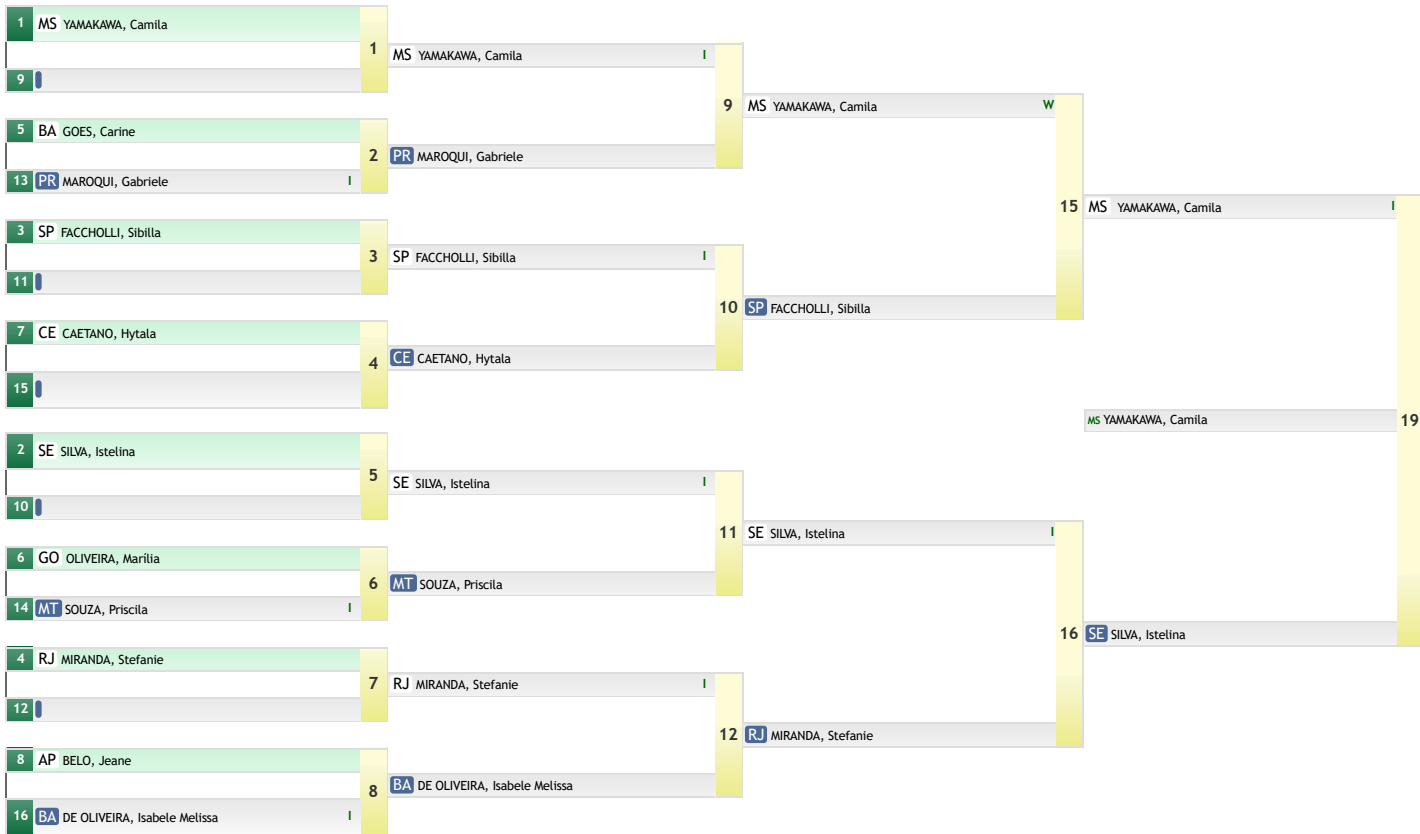 1 MS YAMAKAWA, Camila
1
9
5 BA GOES, Carine
2
13 PR MAROQUI, Gabriele I
3 SP FACCHOLLI, Sibilla
3
11
7 CE CAETANO, Hytala
4
15
2 SE SILVA, Istelina
5
10
6 GO OLIVEIRA, Marília
6
14 MT SOUZA, Priscila I
4 RJ MIRANDA, Stefanie
7
12
8 AP BELO, Jeane
8
16 BA DE OLIVEIRA, Isabele Melissa I
MS YAMAKAWA, Camila I
9
PR MAROQUI, Gabriele
SP FACCHOLLI, Sibilla I
10
CE CAETANO, Hytala
SE SILVA, Istelina I
11
MT SOUZA, Priscila
RJ MIRANDA, Stefanie I
12
BA DE OLIVEIRA, Isabele Melissa
MS YAMAKAWA, Camila W
15
SP FACCHOLLI, Sibilla
SE SILVA, Istelina I
16
RJ MIRANDA, Stefanie
MS YAMAKAWA, Camila I
MS YAMAKAWA, Camila
19
SE SILVA, Istelina